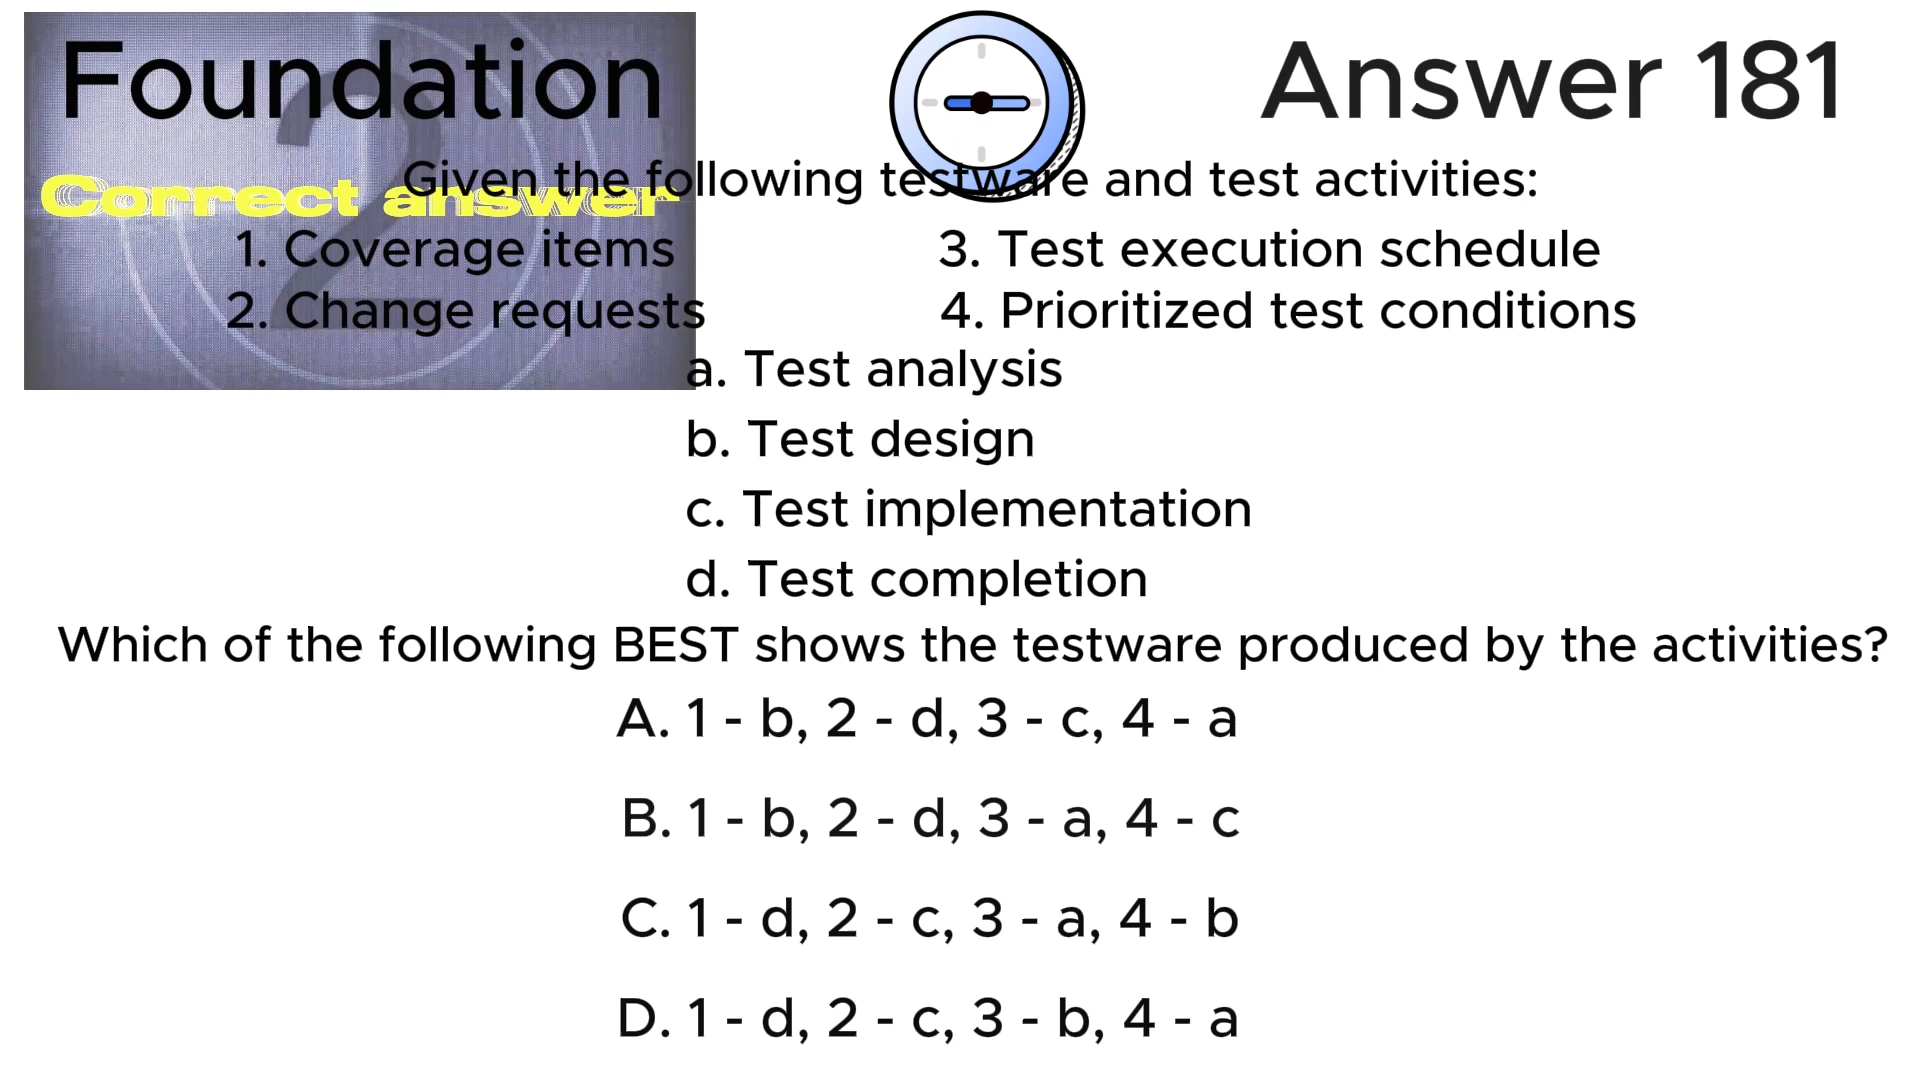 Foundation
Answer 181
Correct answer
Given the following testware and test activities:
1. Coverage items
3. Test execution schedule
2. Change requests
4. Prioritized test conditions
a. Test analysis
b. Test design
c. Test implementation
d. Test completion
Which of the following BEST shows the testware produced by the activities?
A. 1 - b, 2 - d, 3 - c, 4 - a
B. 1 - b, 2 - d, 3 - a, 4 - c
C. 1 - d, 2 - c, 3 - a, 4 - b
D. 1 - d, 2 - c, 3 - b, 4 - a
2